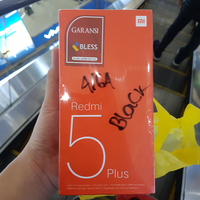 GARANSI
BLESS
mi
4/64
Redmi
BLACK
5
Plus